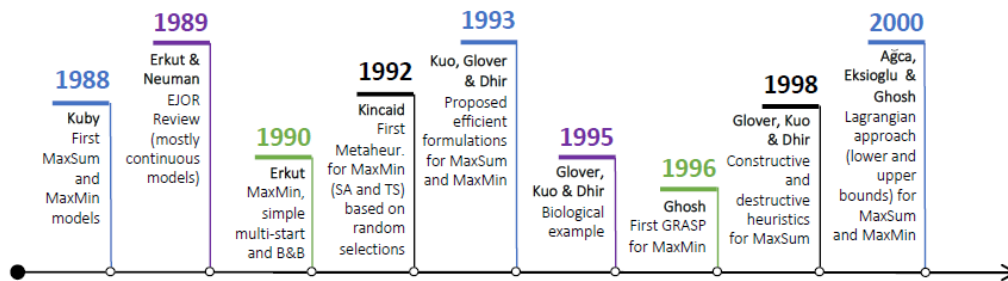 1988
Kuby
First
MaxSum
and
MaxMin
models
1989
Erkut &
Neuman
EJOR
Review
(mostly
continuous
models)
1990
Erkut
MaxMin,
simple
multi-start
and B&B
1992
Kincaid
First
Metaheur.
for MaxMin
(SA and TS)
based on
random
selections
1993
Kuo, Glover
& Dhir
Proposed
efficient
formulations
for MaxSum
and MaxMin
1995
Glover,
Kuo & Dhir
Biological
example
1996
Ghosh
First GRASP
for MaxMin
1998
Glover, Kuo
& Dhir
Constructive
and
destructive
heuristics
for MaxSum
2000
Ağca,
Eksioglu &
Ghosh
Lagrangian
approach
(lower and
upper
bounds) for
MaxSum
and MaxMin